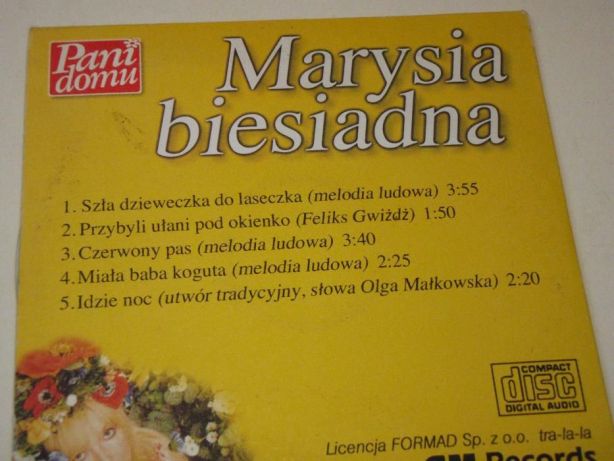 Pani
domu
Marysia
biesiadna
1. Szła dzieweczka do laseczka (melodia ludowa) 3:55
2. Przybyli ułani pod okienko (Feliks Gwiżdż) 1:50
3. Czerwony pas (melodia ludowa) 3:40
4. Miała baba koguta (melodia ludowa) 2:25
5. Idzie noc (utwór tradycyjny, słowa Olga Małkowska) 2:20
COMPACT
disc
DIGITAL AUDIO
Licencja FORMAD Sp. z o.o. tra-la-la
Records